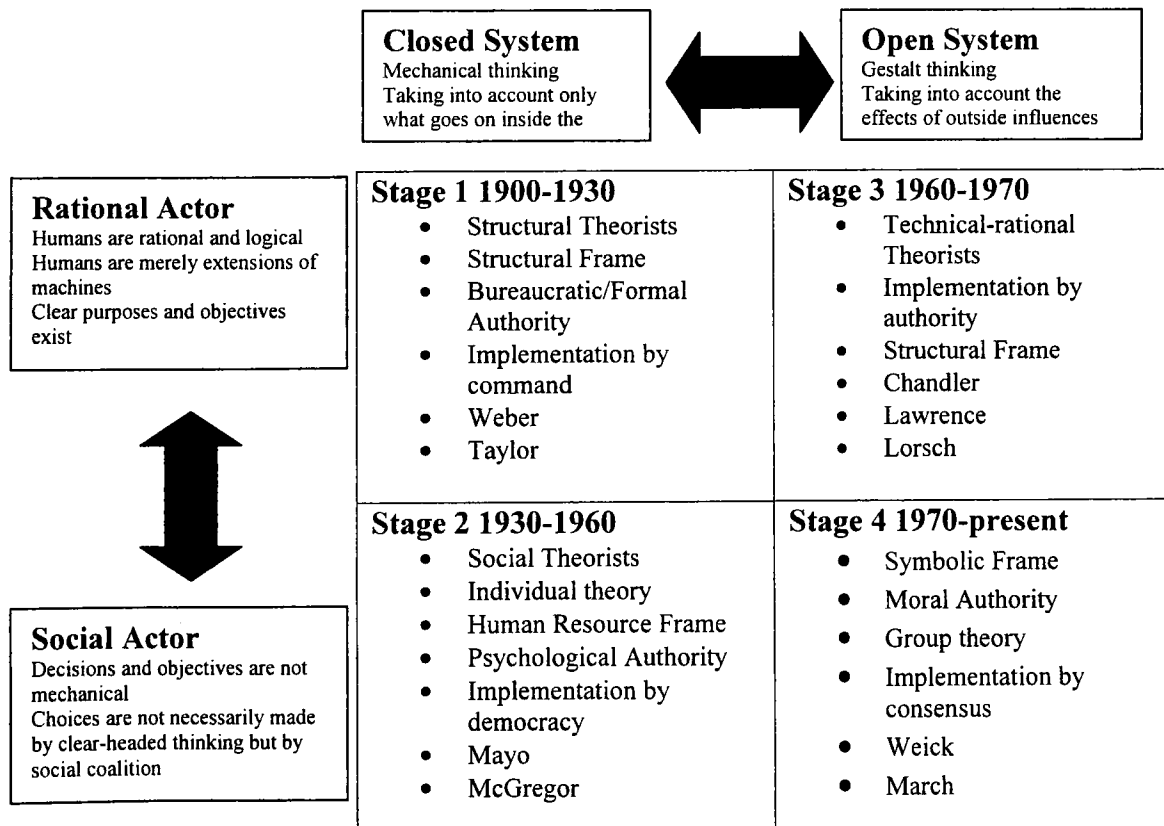 Closed System
Mechanical thinking
Taking into account only
what goes on inside the
Open System
Gestalt thinking
Taking into account the
effects of outside influences
Rational Actor
Humans are rational and logical
Humans are merely extensions of
machines
Clear purposes and objectives
exist
Stage 1 1900-1930
• Structural Theorists
• Structural Frame
• Bureaucratic/Formal
Authority
• Implementation by
command
• Weber
• Taylor
Stage 3 1960-1970
• Technical-rational
Theorists
• Implementation by
authority
• Structural Frame
• Chandler
• Lawrence
• Lorsch
Social Actor
Decisions and objectives are not
mechanical
Choices are not necessarily made
by clear-headed thinking but by
social coalition
Stage 2 1930-1960
• Social Theorists
• Individual theory
• Human Resource Frame
• Psychological Authority
• Implementation by
democracy
• Mayo
• McGregor
Stage 4 1970-present
• Symbolic Frame
• Moral Authority
• Group theory
• Implementation by
consensus
• Weick
• March